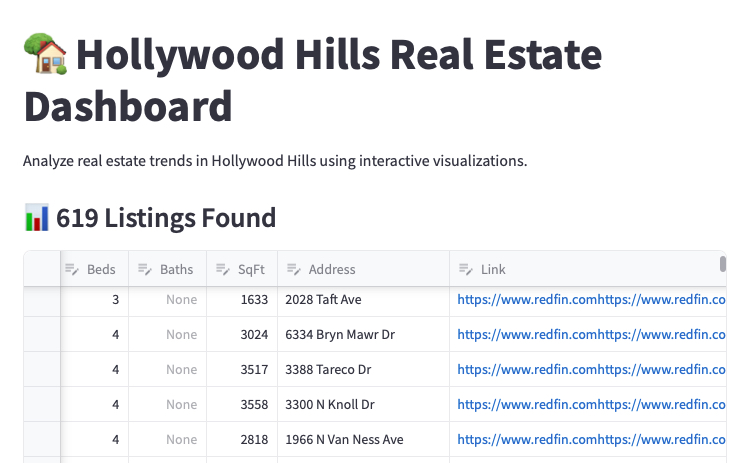 Hollywood Hills Real Estate
Dashboard
Analyze real estate trends in Hollywood Hills using interactive visualizations.
619 Listings Found
Beds Baths SqFt Address Link
3 None 1633 2028 Taft Ave https://www.redfin.comhttps://www.redfin.co
4 None 3024 6334 Bryn Mawr Dr https://www.redfin.comhttps://www.redfin.co
4 None 3517 3388 Tareco Dr https://www.redfin.comhttps://www.redfin.co
4 None 3558 3300 N Knoll Dr https://www.redfin.comhttps://www.redfin.co
4 None 2818 1966 N Van Ness Ave https://www.redfin.comhttps://www.redfin.co